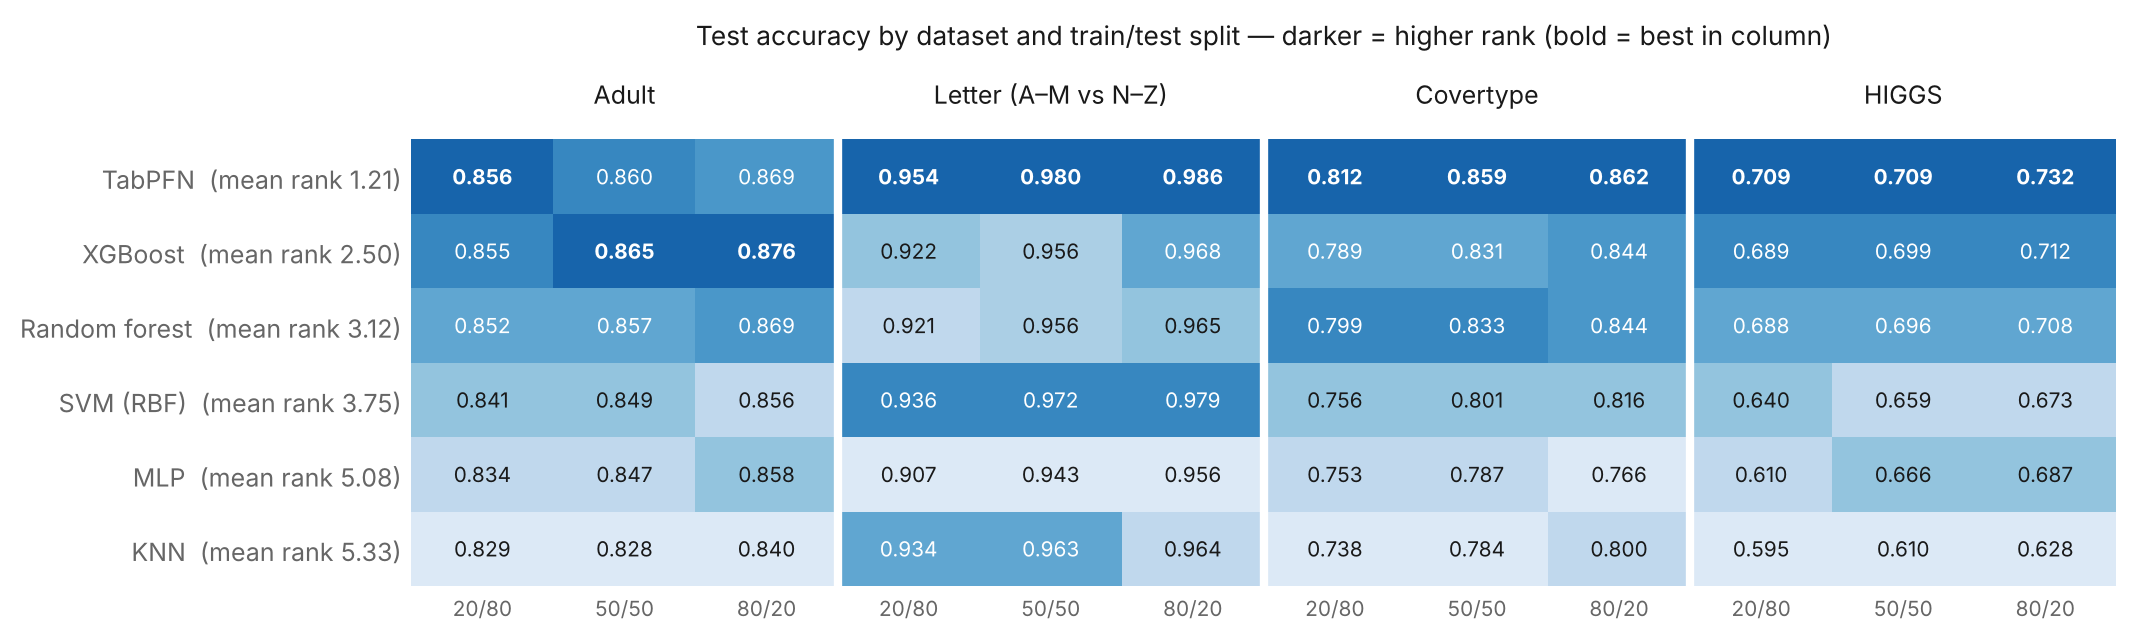 Test accuracy by dataset and train/test split — darker = higher rank (bold = best in column)
Adult Letter (A–M vs N–Z) Covertype HIGGS
TabPFN (mean rank 1.21) 0.856 0.860 0.869 0.954 0.980 0.986 0.812 0.859 0.862 0.709 0.709 0.732
XGBoost (mean rank 2.50) 0.855 0.865 0.876 0.922 0.956 0.968 0.789 0.831 0.844 0.689 0.699 0.712
Random forest (mean rank 3.12) 0.852 0.857 0.869 0.921 0.956 0.965 0.799 0.833 0.844 0.688 0.696 0.708
SVM (RBF) (mean rank 3.75) 0.841 0.849 0.856 0.936 0.972 0.979 0.756 0.801 0.816 0.640 0.659 0.673
MLP (mean rank 5.08) 0.834 0.847 0.858 0.907 0.943 0.956 0.753 0.787 0.766 0.610 0.666 0.687
KNN (mean rank 5.33) 0.829 0.828 0.840 0.934 0.963 0.964 0.738 0.784 0.800 0.595 0.610 0.628
20/80 50/50 80/20 20/80 50/50 80/20 20/80 50/50 80/20 20/80 50/50 80/20